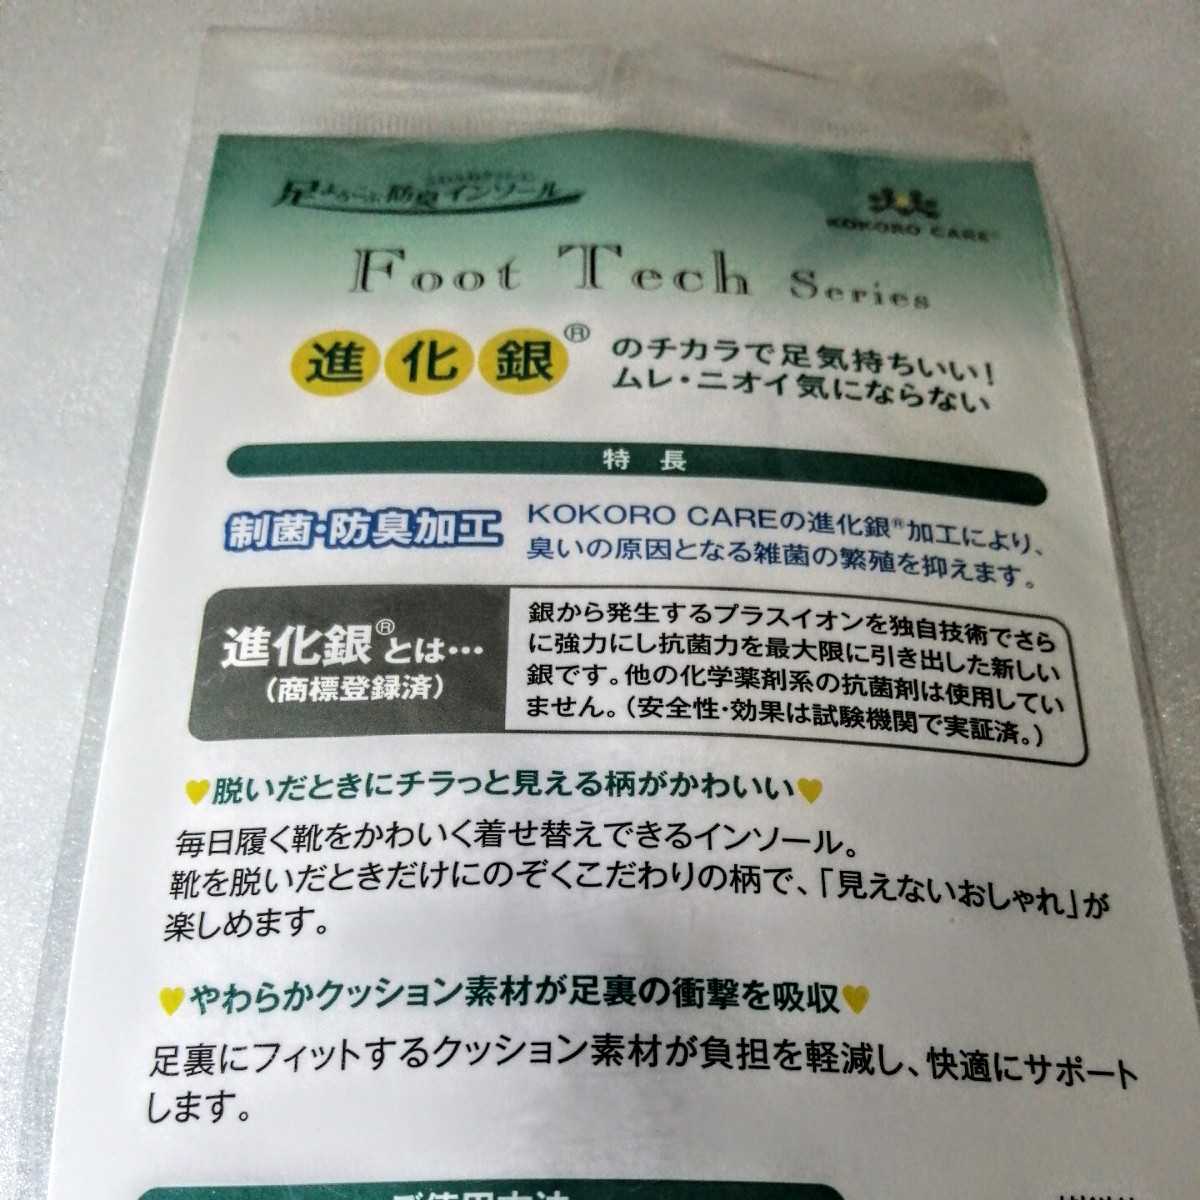 足よろこぶ防臭インソール
KOKORO CARE®
Foot Tech Series
進化銀®
のチカラで足気持ちいい!
ムレ・ニオイ気にならない
特 長
制菌・防臭加工
KOKORO CAREの進化銀®加工により、
臭いの原因となる雑菌の繁殖を抑えます。
進化銀®とは…
(商標登録済)
銀から発生するプラスイオンを独自技術でさら
に強力にし抗菌力を最大限に引き出した新しい
銀です。他の化学薬剤系の抗菌剤は使用してい
ません。(安全性・効果は試験機関で実証済。)
♥脱いだときにチラっと見える柄がかわいい♥
毎日履く靴をかわいく着せ替えできるインソール。
靴を脱いだときだけにのぞくこだわりの柄で、「見えないおしゃれ」が
楽しめます。
♥やわらかクッション素材が足裏の衝撃を吸収♥
足裏にフィットするクッション素材が負担を軽減し、快適にサポート
します。
ご使用方法